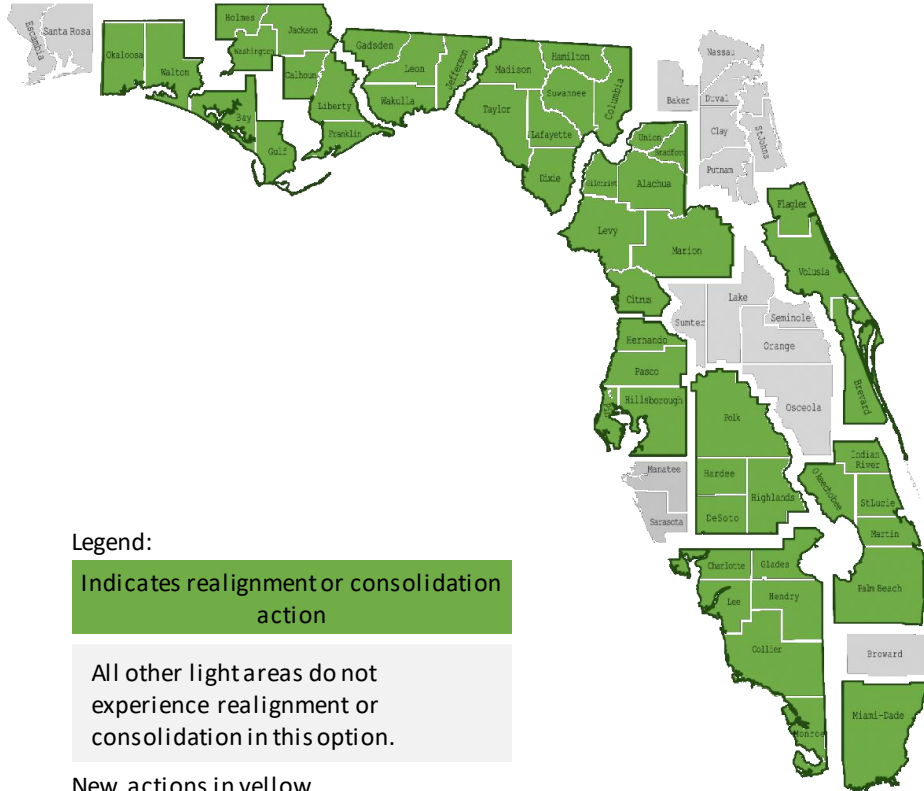 Escambia
Santa Rosa
Okaloosa
Walton
Holmes
Washington
Jackson
Bay
Calhoun
Gulf
Liberty
Franklin
Gadsden
Leon
Wakulla
Jefferson
Madison
Taylor
Hamilton
Suwannee
Lafayette
Dixie
Columbia
Baker
Nassau
Duval
Clay
St Johns
Putnam
Union
Bradford
Gilchrist
Alachua
Levy
Marion
Citrus
Flagler
Volusia
Sumter
Lake
Seminole
Orange
Osceola
Brevard
Hernando
Pasco
Hillsborough
Polk
Manatee
Sarasota
Hardee
DeSoto
Highlands
Okeechobee
Indian
River
St Lucie
Martin
Palm Beach
Charlotte
Glades
Lee
Hendry
Collier
Monroe
Broward
Miami-Dade
Legend:
Indicates realignment or consolidation
action
All other light areas do not
experience realignment or
consolidation in this option.
New actions in yellow